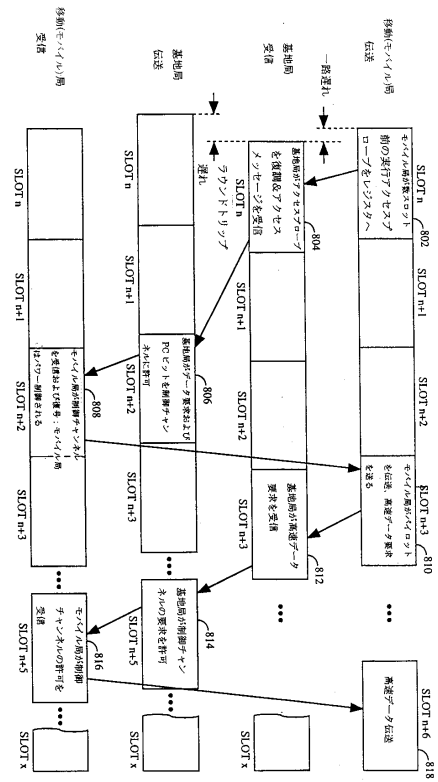 移動(モバイル)局
伝送
モバイル局が数スロット
前の実行アクセスプ
ローブをレジスタへ
802
SLOT n
SLOT n+1
SLOT n+2
モバイル局がパイロット
を伝送、高速データ要求
を送る
SLOT n+3
810
高速データ伝送
SLOT n+6
818
一路遅れ
基地局
受信
基地局がアクセスプローブ
を復調&アクセス
メッセージを受信
804
SLOT n
SLOT n+1
SLOT n+2
基地局が高速データ
要求を受信
SLOT n+3
812
SLOT x
ラウンドトリップ
遅れ
基地局
伝送
SLOT n
SLOT n+1
基地局がデータ要求および
PCビットを制御チャン
ネルに許可
SLOT n+2
806
SLOT n+3
基地局が制御チャン
ネルの要求を許可
SLOT n+5
814
SLOT x
移動(モバイル)局
受信
SLOT n
SLOT n+1
モバイル局が制御チャンネル
を受信および復号:モバイル局
はパワー制御される
SLOT n+2
808
SLOT n+3
モバイル局が制御
チャンネルの許可を
受信
SLOT n+5
816
SLOT x